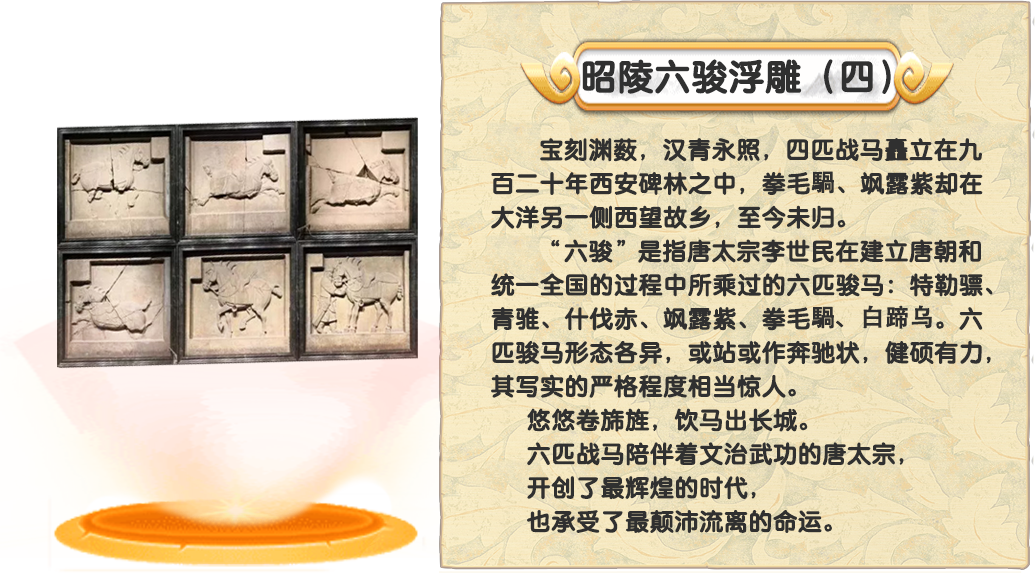 昭陵六骏浮雕（四）
宝刻渊薮，汉青永照，四匹战马矗立在九
百二十年西安碑林之中，拳毛騧、飒露紫却在
大洋另一侧西望故乡，至今未归。
“六骏”是指唐太宗李世民在建立唐朝和
统一全国的过程中所乘过的六匹骏马：特勒骠、
青骓、什伐赤、飒露紫、拳毛騧、白蹄乌。六
匹骏马形态各异，或站或作奔驰状，健硕有力，
其写实的严格程度相当惊人。
悠悠卷旆旌，饮马出长城。
六匹战马陪伴着文治武功的唐太宗，
开创了最辉煌的时代，
也承受了最颠沛流离的命运。